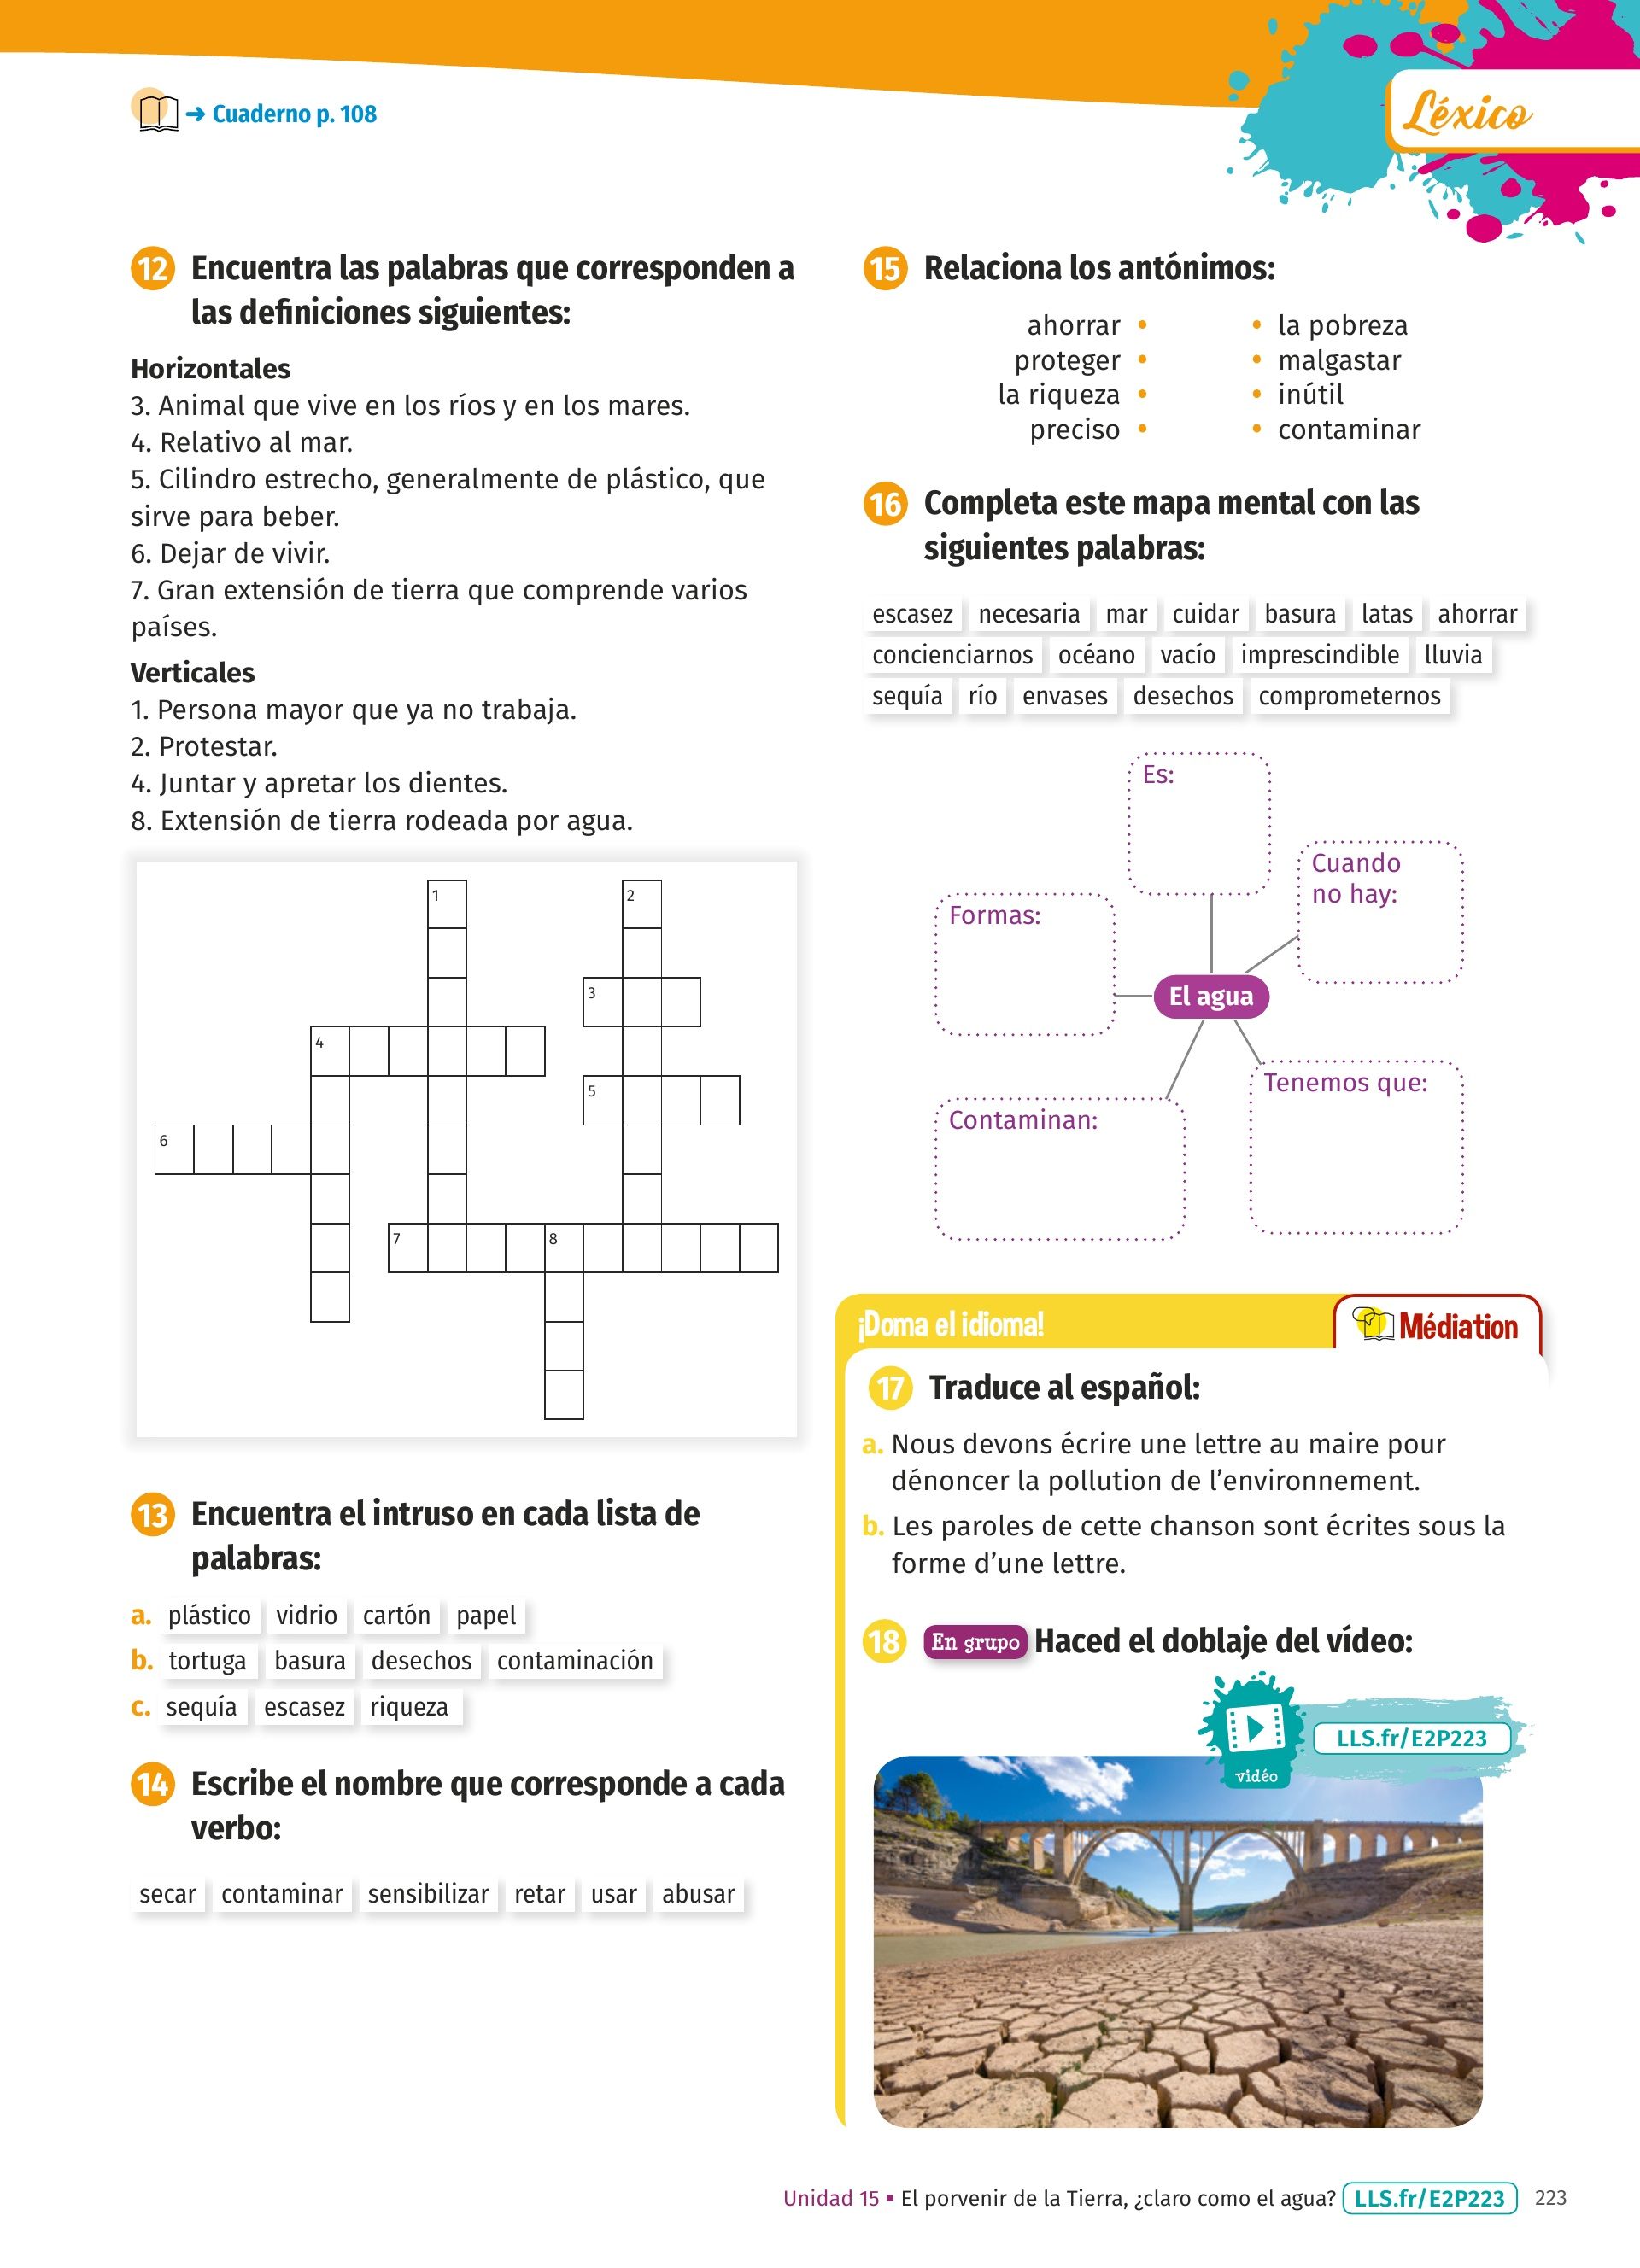 ➜ Cuaderno p. 108
Léxico
12 Encuentra las palabras que corresponden a
las definiciones siguientes:
Horizontales
3. Animal que vive en los ríos y en los mares.
4. Relativo al mar.
5. Cilindro estrecho, generalmente de plástico, que
sirve para beber.
6. Dejar de vivir.
7. Gran extensión de tierra que comprende varios
países.
Verticales
1. Persona mayor que ya no trabaja.
2. Protestar.
4. Juntar y apretar los dientes.
8. Extensión de tierra rodeada por agua.
1 2
3
4
5
6
7 8
13 Encuentra el intruso en cada lista de
palabras:
a. plástico vidrio cartón papel
b. tortuga basura desechos contaminación
c. sequía escasez riqueza
14 Escribe el nombre que corresponde a cada
verbo:
secar contaminar sensibilizar retar usar abusar
15 Relaciona los antónimos:
ahorrar • • la pobreza
proteger • • malgastar
la riqueza • • inútil
preciso • • contaminar
16 Completa este mapa mental con las
siguientes palabras:
escasez necesaria mar cuidar basura latas ahorrar
concienciarnos océano vacío imprescindible lluvia
sequía río envases desechos comprometernos
Es:
Cuando
no hay:
Formas:
El agua
Tenemos que:
Contaminan:
¡Doma el idioma!
Médiation
17 Traduce al español:
a. Nous devons écrire une lettre au maire pour
dénoncer la pollution de l’environnement.
b. Les paroles de cette chanson sont écrites sous la
forme d’une lettre.
18 En grupo Haced el doblaje del vídeo:
LLS.fr/E2P223
vidéo
Unidad 15 ▪ El porvenir de la Tierra, ¿claro como el agua? LLS.fr/E2P223 223